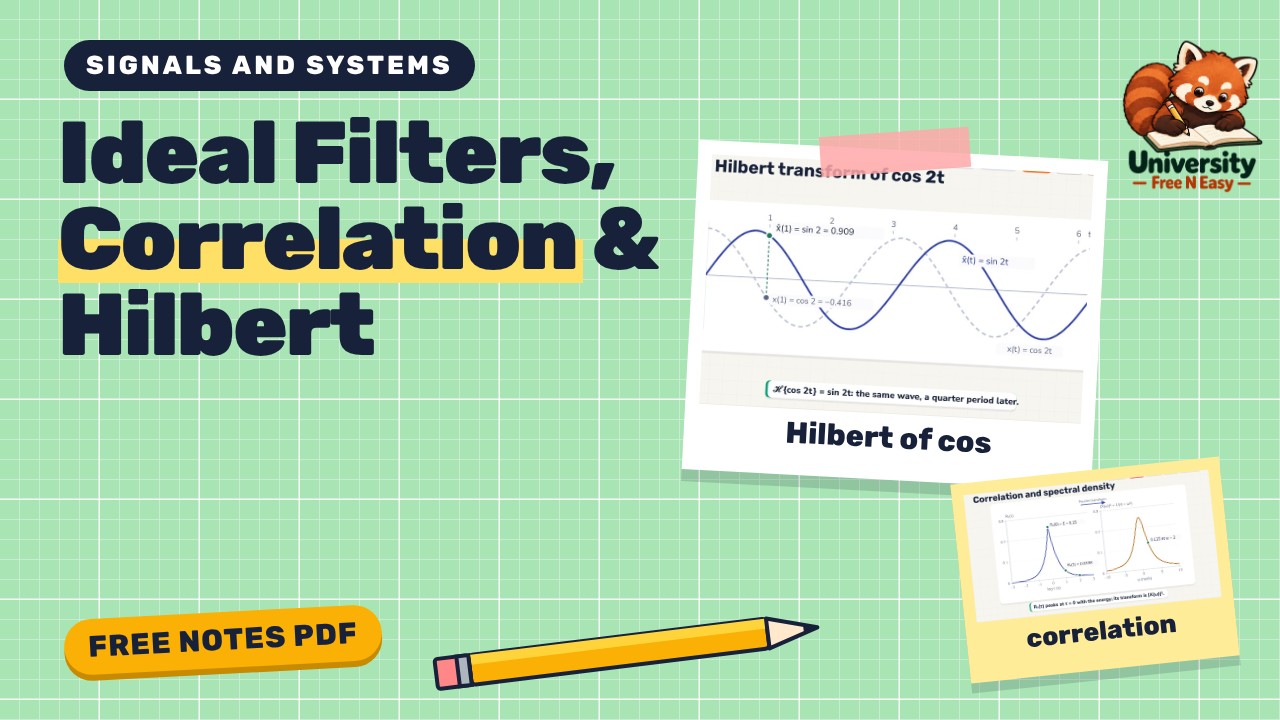 SIGNALS AND SYSTEMS
Ideal Filters,
Correlation &
Hilbert
University
Free N Easy
Hilbert transform of cos 2t
1 2 3 4 5 6 t
x̂(1) = sin 2 = 0.909
x̂(t) = sin 2t
x(1) = cos 2 = −0.416
x(t) = cos 2t
ℋ{cos 2t} = sin 2t: the same wave, a quarter period later.
Hilbert of cos
Correlation and spectral density
correlation
FREE NOTES PDF